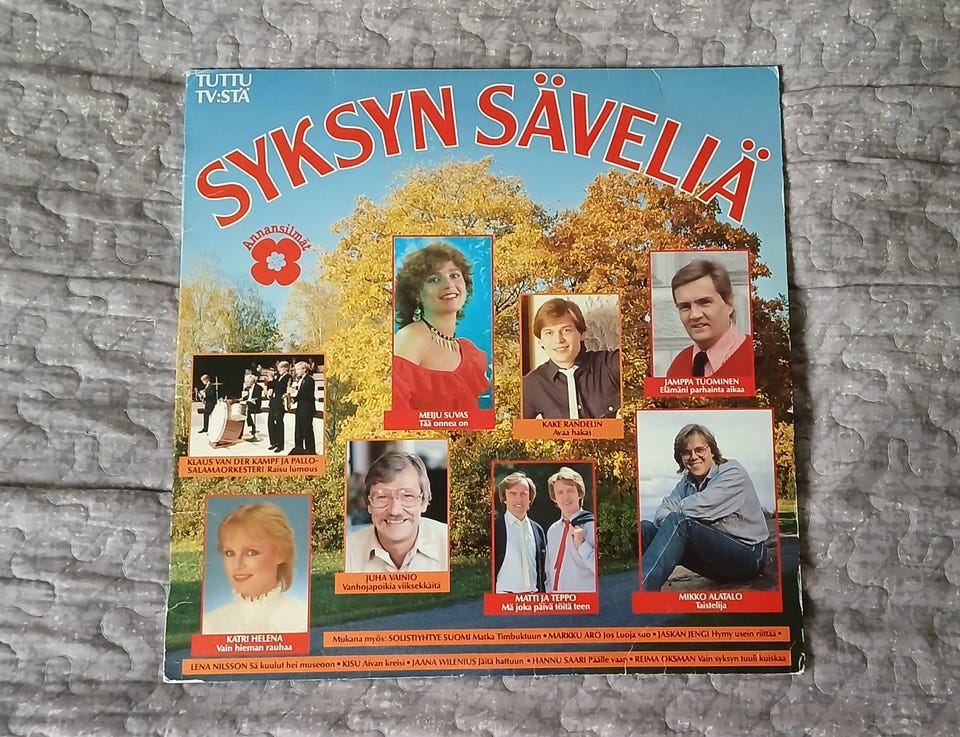 TUTTU
TV:STÄ
SYKSYN SÄVELIÄ
Annansilmät
MEIJU SUVAS
Tää onnea on
KAKE RANDELIN
Avaa hakas
JAMPPA TUOMINEN
Elämäni parhainta aikaa
KLAUS VAN DER KAMPF JA PALLO-
SALAMAORKESTERI Raisu lumous
JUHA VAINIO
Vanhojapoikia viiksekkäitä
MATTI JA TEPPO
Mä joka päivä töitä teen
MIKKO ALATALO
Taistelija
KATRI HELENA
Vain hieman rauhaa
Mukana myös: SOLISTIYHTYE SUOMI Matka Timbuktuun • MARKKU ARO Jos Luoja suo • JASKAN JENGI Hymy usein riittää •
LENA NILSSON Sä kuulut hei museoon • KISU Aivan kreisi • JAANA WILENIUS Jäitä hattuun • HANNU SAARI Päälle vaan • REIMA OKSMAN Vain syksyn tuuli kuiskaa